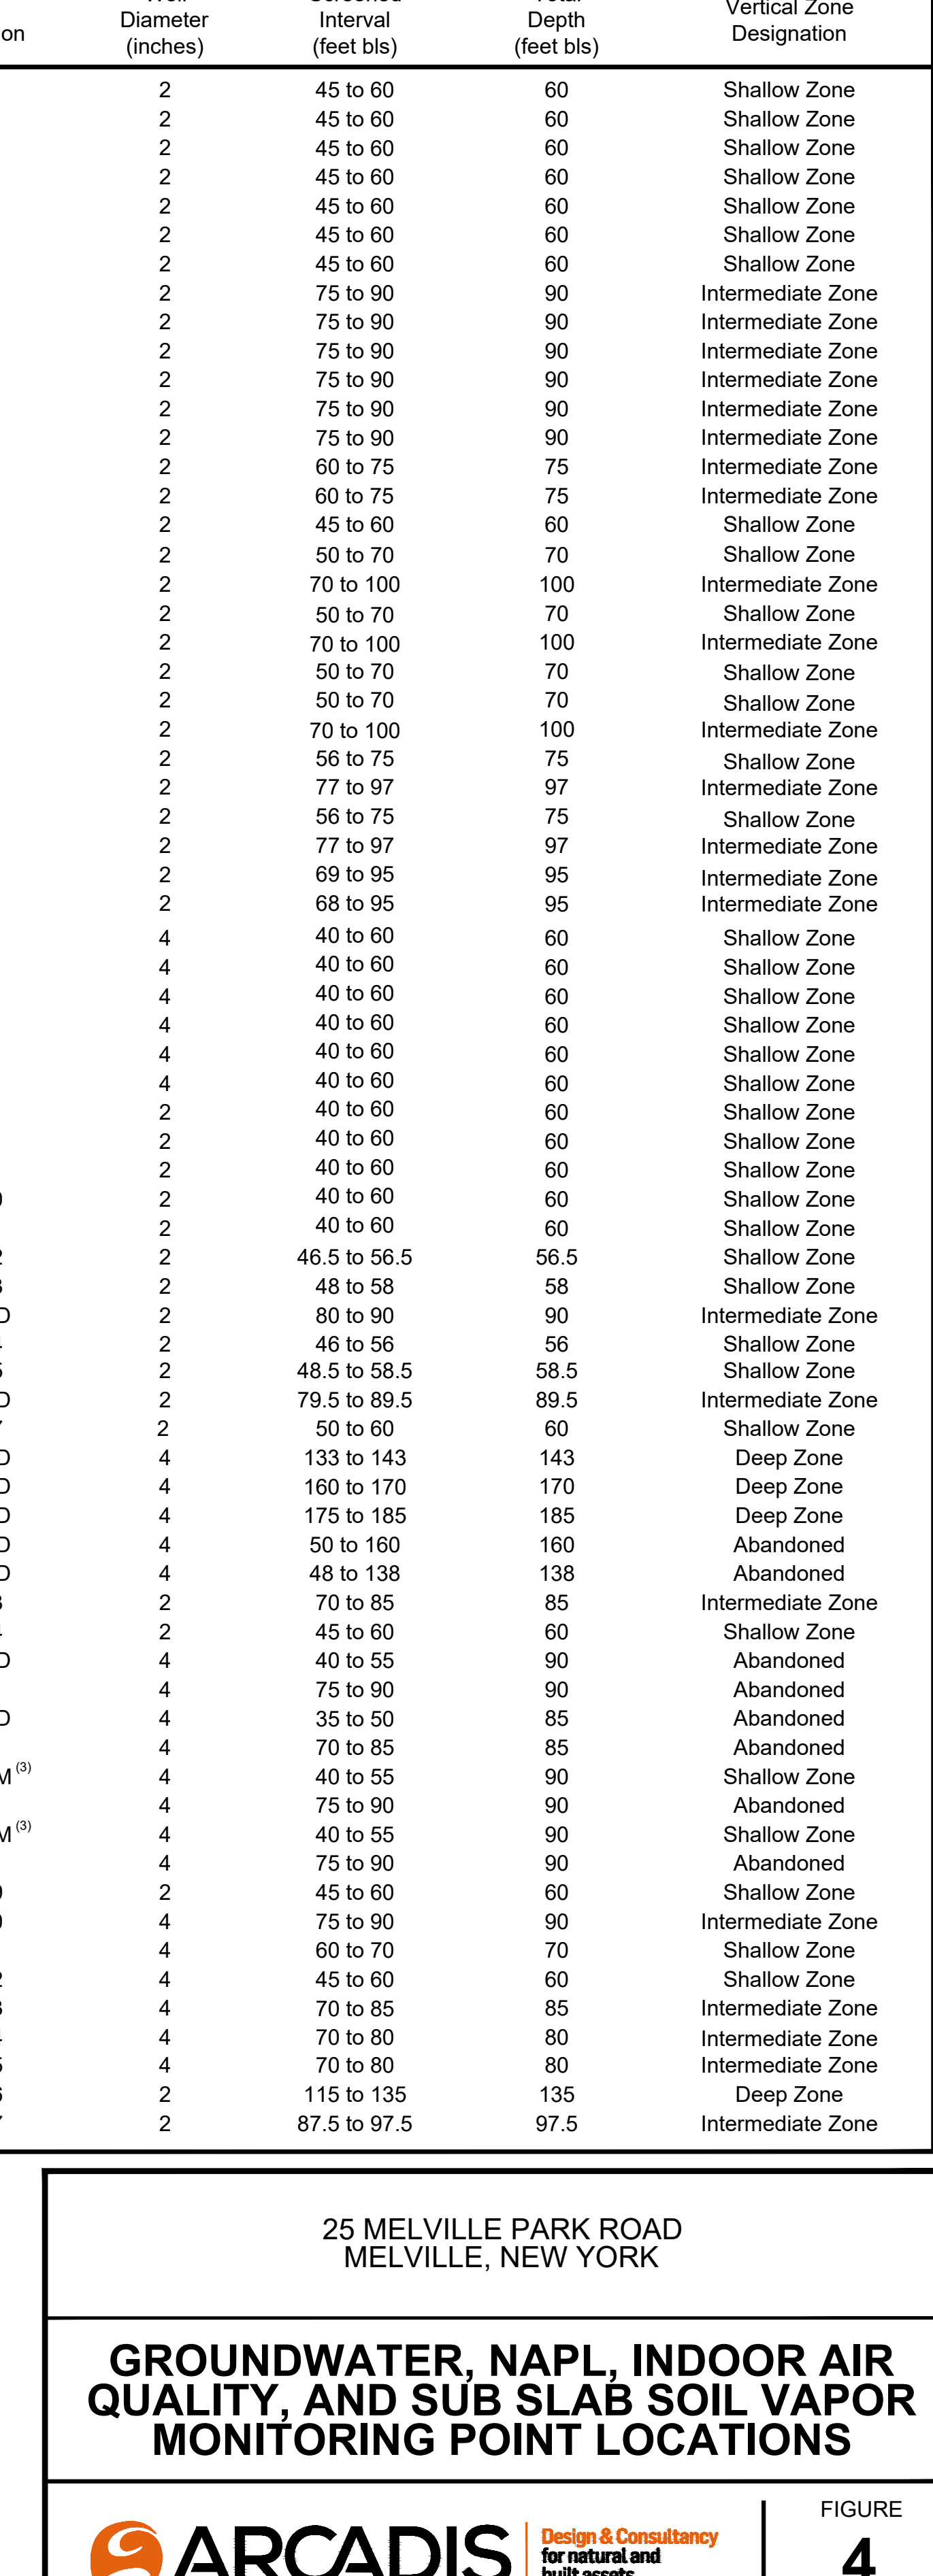 Diameter Interval Depth Vertical Zone
on (inches) (feet bls) (feet bls) Designation
2 45 to 60 60 Shallow Zone
2 45 to 60 60 Shallow Zone
2 45 to 60 60 Shallow Zone
2 45 to 60 60 Shallow Zone
2 45 to 60 60 Shallow Zone
2 45 to 60 60 Shallow Zone
2 45 to 60 60 Shallow Zone
2 75 to 90 90 Intermediate Zone
2 75 to 90 90 Intermediate Zone
2 75 to 90 90 Intermediate Zone
2 75 to 90 90 Intermediate Zone
2 75 to 90 90 Intermediate Zone
2 75 to 90 90 Intermediate Zone
2 60 to 75 75 Intermediate Zone
2 60 to 75 75 Intermediate Zone
2 45 to 60 60 Shallow Zone
2 50 to 70 70 Shallow Zone
2 70 to 100 100 Intermediate Zone
2 50 to 70 70 Shallow Zone
2 70 to 100 100 Intermediate Zone
2 50 to 70 70 Shallow Zone
2 50 to 70 70 Shallow Zone
2 70 to 100 100 Intermediate Zone
2 56 to 75 75 Shallow Zone
2 77 to 97 97 Intermediate Zone
2 56 to 75 75 Shallow Zone
2 77 to 97 97 Intermediate Zone
2 69 to 95 95 Intermediate Zone
2 68 to 95 95 Intermediate Zone
4 40 to 60 60 Shallow Zone
4 40 to 60 60 Shallow Zone
4 40 to 60 60 Shallow Zone
4 40 to 60 60 Shallow Zone
4 40 to 60 60 Shallow Zone
4 40 to 60 60 Shallow Zone
2 40 to 60 60 Shallow Zone
2 40 to 60 60 Shallow Zone
2 40 to 60 60 Shallow Zone
2 40 to 60 60 Shallow Zone
2 40 to 60 60 Shallow Zone
2 46.5 to 56.5 56.5 Shallow Zone
2 48 to 58 58 Shallow Zone
D 2 80 to 90 90 Intermediate Zone
2 46 to 56 56 Shallow Zone
2 48.5 to 58.5 58.5 Shallow Zone
D 2 79.5 to 89.5 89.5 Intermediate Zone
2 50 to 60 60 Shallow Zone
D 4 133 to 143 143 Deep Zone
D 4 160 to 170 170 Deep Zone
D 4 175 to 185 185 Deep Zone
D 4 50 to 160 160 Abandoned
D 4 48 to 138 138 Abandoned
2 70 to 85 85 Intermediate Zone
2 45 to 60 60 Shallow Zone
D 4 40 to 55 90 Abandoned
4 75 to 90 90 Abandoned
D 4 35 to 50 85 Abandoned
4 70 to 85 85 Abandoned
M (3) 4 40 to 55 90 Shallow Zone
4 75 to 90 90 Abandoned
M (3) 4 40 to 55 90 Shallow Zone
4 75 to 90 90 Abandoned
2 45 to 60 60 Shallow Zone
4 75 to 90 90 Intermediate Zone
4 60 to 70 70 Shallow Zone
4 45 to 60 60 Shallow Zone
4 70 to 85 85 Intermediate Zone
4 70 to 80 80 Intermediate Zone
4 70 to 80 80 Intermediate Zone
2 115 to 135 135 Deep Zone
2 87.5 to 97.5 97.5 Intermediate Zone
25 MELVILLE PARK ROAD
MELVILLE, NEW YORK
GROUNDWATER, NAPL, INDOOR AIR
QUALITY, AND SUB SLAB SOIL VAPOR
MONITORING POINT LOCATIONS
ARCADIS
Design & Consultancy
for natural and
built assets
FIGURE
4